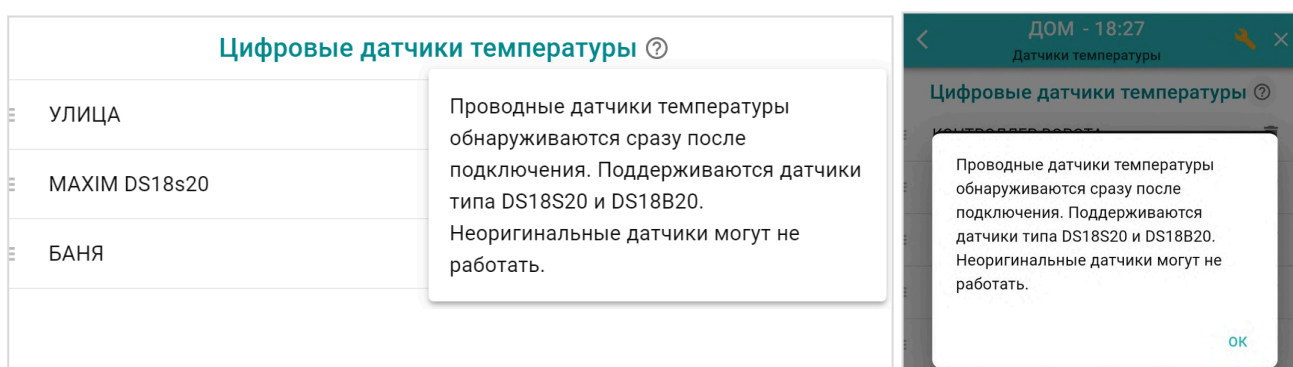 Цифровые датчики температуры ?
УЛИЦА
MAXIM DS18s20
БАНЯ
Проводные датчики температуры
обнаруживаются сразу после
подключения. Поддерживаются датчики
типа DS18S20 и DS18B20.
Неоригинальные датчики могут не
работать.
ДОМ - 18:27
Датчики температуры
Цифровые датчики температуры ?
Проводные датчики температуры
обнаруживаются сразу после
подключения. Поддерживаются
датчики типа DS18S20 и DS18B20.
Неоригинальные датчики могут не
работать.
ОК